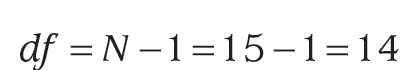 df = N − 1 = 15 − 1 = 14